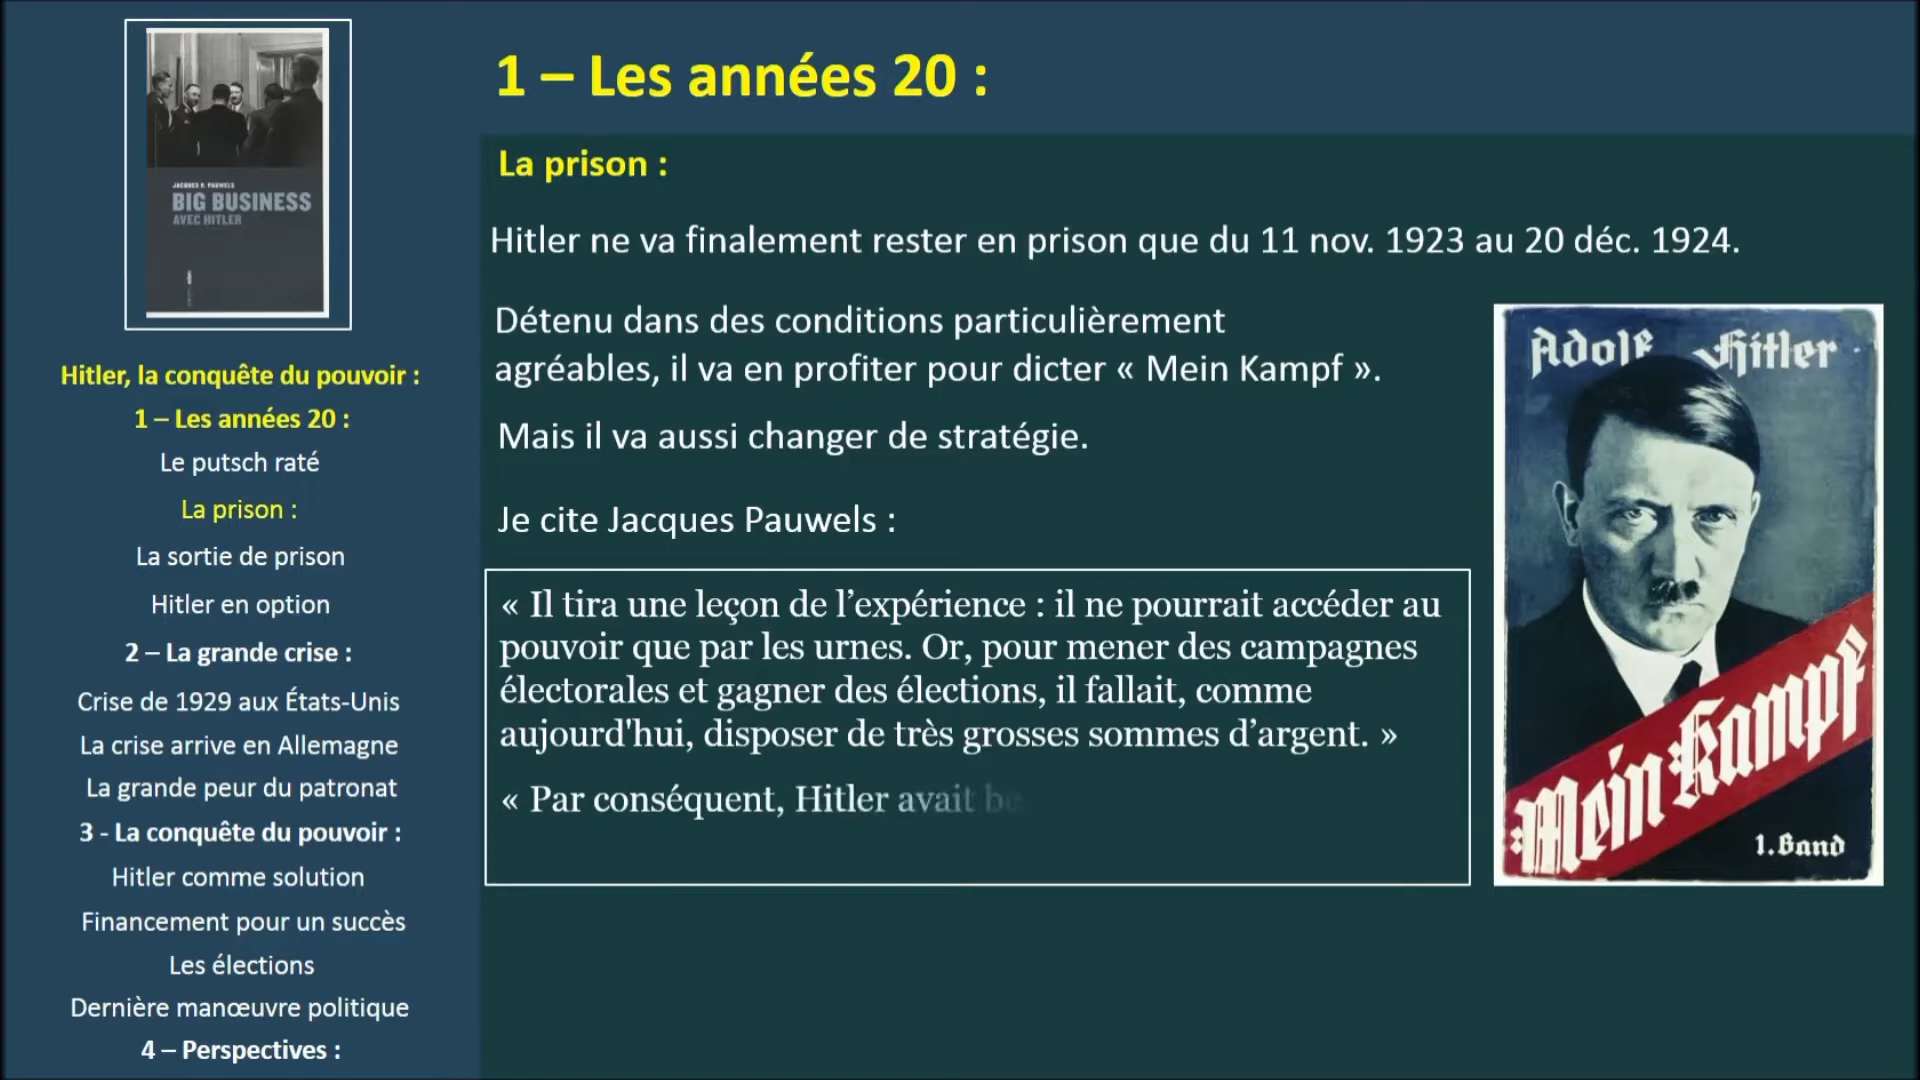 JACQUES R. PAUWELS
BIG BUSINESS
AVEC HITLER
Hitler, la conquête du pouvoir :
1 – Les années 20 :
Le putsch raté
La prison :
La sortie de prison
Hitler en option
2 – La grande crise :
Crise de 1929 aux États-Unis
La crise arrive en Allemagne
La grande peur du patronat
3 - La conquête du pouvoir :
Hitler comme solution
Financement pour un succès
Les élections
Dernière manœuvre politique
4 – Perspectives :
1 – Les années 20 :
La prison :
Hitler ne va finalement rester en prison que du 11 nov. 1923 au 20 déc. 1924.
Détenu dans des conditions particulièrement
agréables, il va en profiter pour dicter « Mein Kampf ».
Mais il va aussi changer de stratégie.
Je cite Jacques Pauwels :
« Il tira une leçon de l’expérience : il ne pourrait accéder au
pouvoir que par les urnes. Or, pour mener des campagnes
électorales et gagner des élections, il fallait, comme
aujourd'hui, disposer de très grosses sommes d’argent. »
« Par conséquent, Hitler avait be
Adolf Hitler
Mein Kampf
1. Band